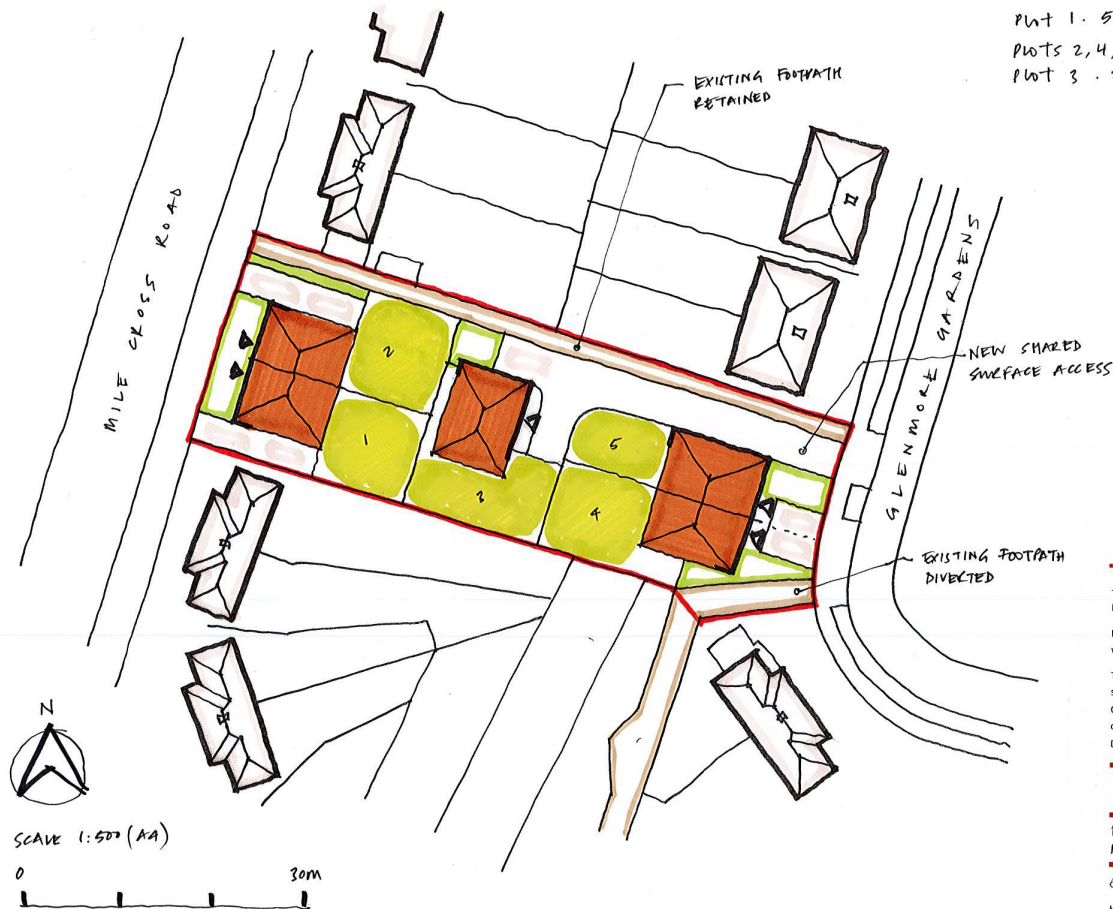 PLOT 1. 5
PLOTS 2, 4,
PLOT 3.
EXISTING FOOTPATH
RETAINED
MILE CROSS ROAD
GLENMORE GARDENS
NEW SHARED
SURFACE ACCESS
2
1
3
5
4
EXISTING FOOTPATH
DIVERTED
N
SCALE 1:500 (A4)
0 30m